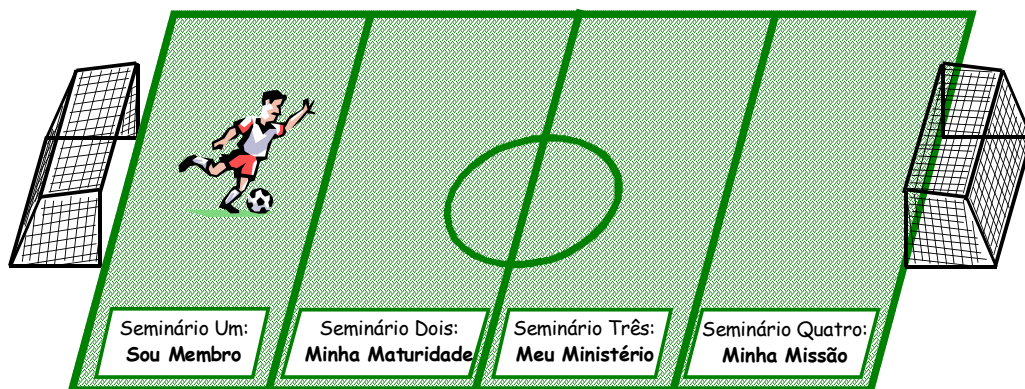 Seminário Um:
Sou Membro
Seminário Dois:
Minha Maturidade
Seminário Três:
Meu Ministério
Seminário Quatro:
Minha Missão